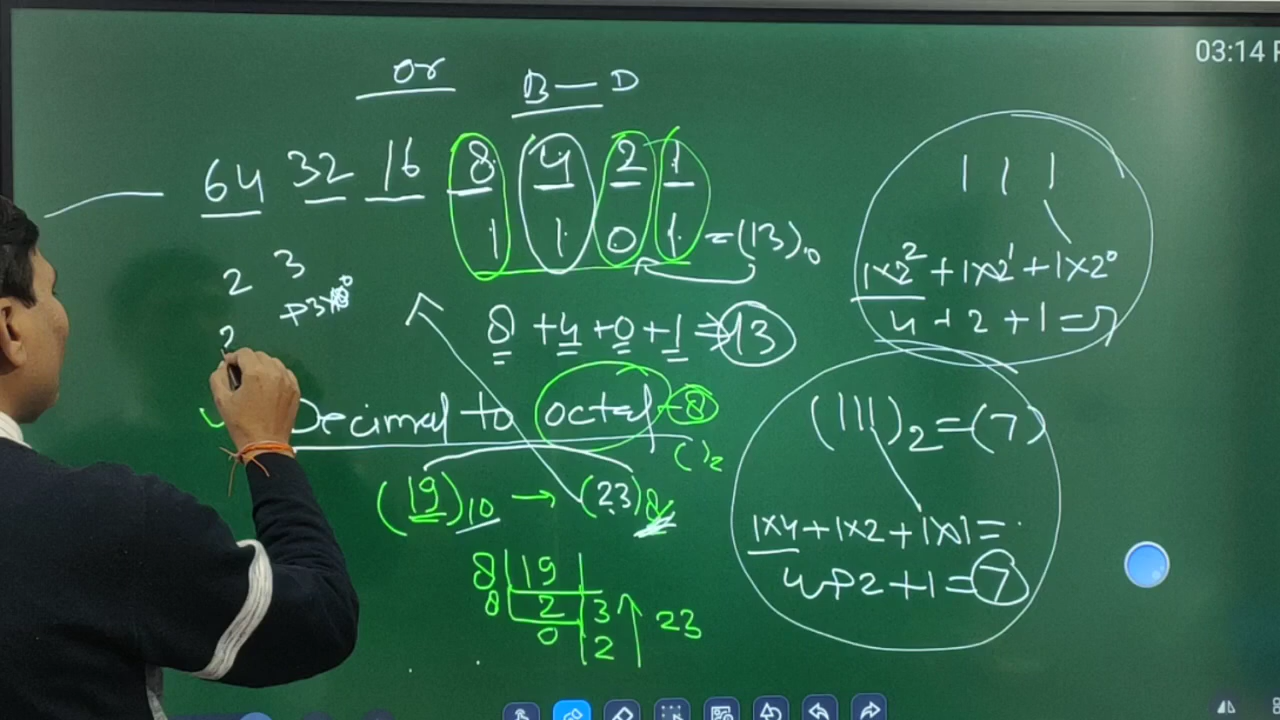 03:14 P
or
B — D
64 32 16 8 4 2 1
1 1 0 1 = (13)10
8 + 4 + 0 + 1 ⇒ 13
2 3
2
Decimal to octal - 8
( )2
(19)10 → (23)8
8 19
8 2 3
0 2
23
1 1 1
1×2² + 1×2¹ + 1×2⁰
4 + 2 + 1 = 7
(111)2 = (7)
1×4 + 1×2 + 1×1 =
4 + 2 + 1 = 7